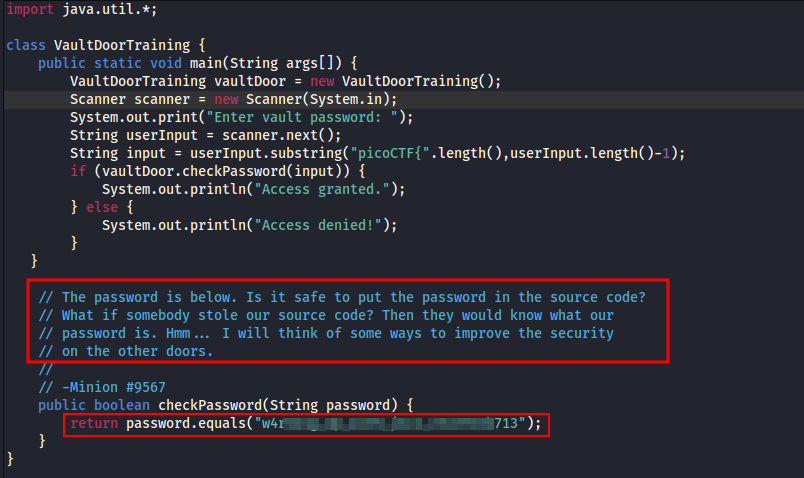 import java.util.*;
class VaultDoorTraining {
public static void main(String args[]) {
VaultDoorTraining vaultDoor = new VaultDoorTraining();
Scanner scanner = new Scanner(System.in);
System.out.print("Enter vault password: ");
String userInput = scanner.next();
String input = userInput.substring("picoCTF{".length(),userInput.length()-1);
if (vaultDoor.checkPassword(input)) {
System.out.println("Access granted.");
} else {
System.out.println("Access denied!");
}
}
// The password is below. Is it safe to put the password in the source code?
// What if somebody stole our source code? Then they would know what our
// password is. Hmm... I will think of some ways to improve the security
// on the other doors.
//
// -Minion #9567
public boolean checkPassword(String password) {
return
}
}